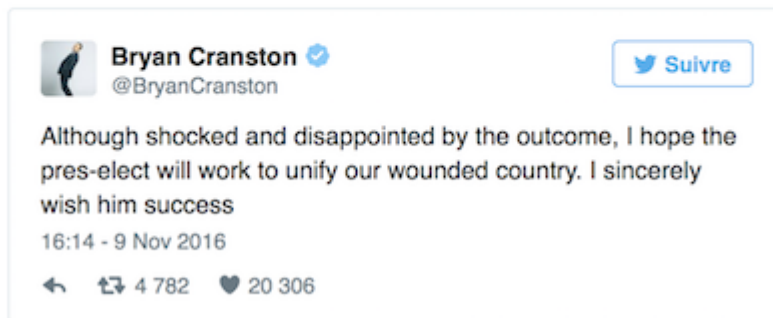 Bryan Cranston
@BryanCranston
Suivre
Although shocked and disappointed by the outcome, I hope the
pres-elect will work to unify our wounded country. I sincerely
wish him success
16:14 - 9 Nov 2016
4 782 20 306